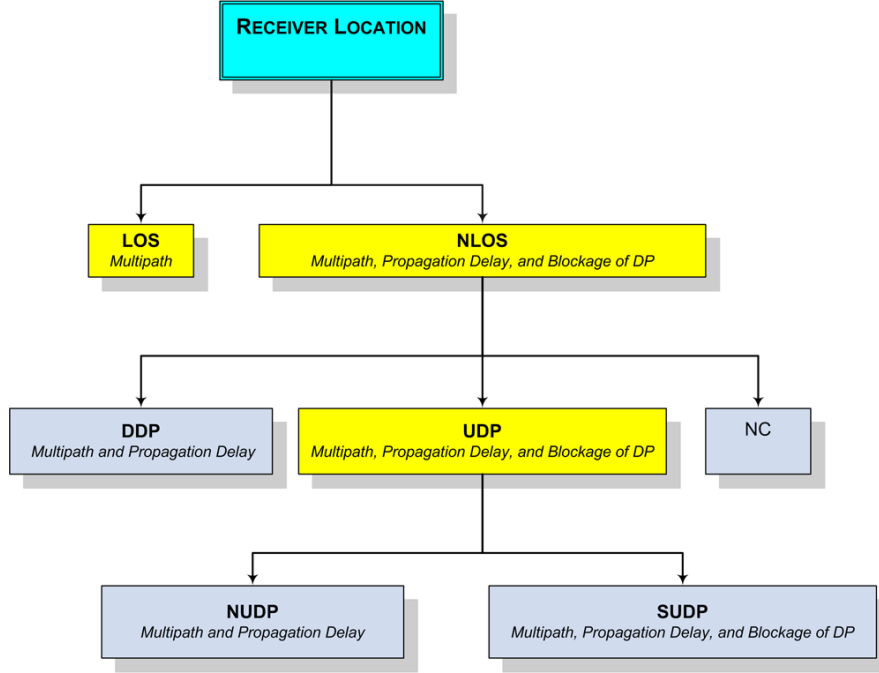 RECEIVER LOCATION
LOS
Multipath
NLOS
Multipath, Propagation Delay, and Blockage of DP
DDP
Multipath and Propagation Delay
UDP
Multipath, Propagation Delay, and Blockage of DP
NC
NUDP
Multipath and Propagation Delay
SUDP
Multipath, Propagation Delay, and Blockage of DP